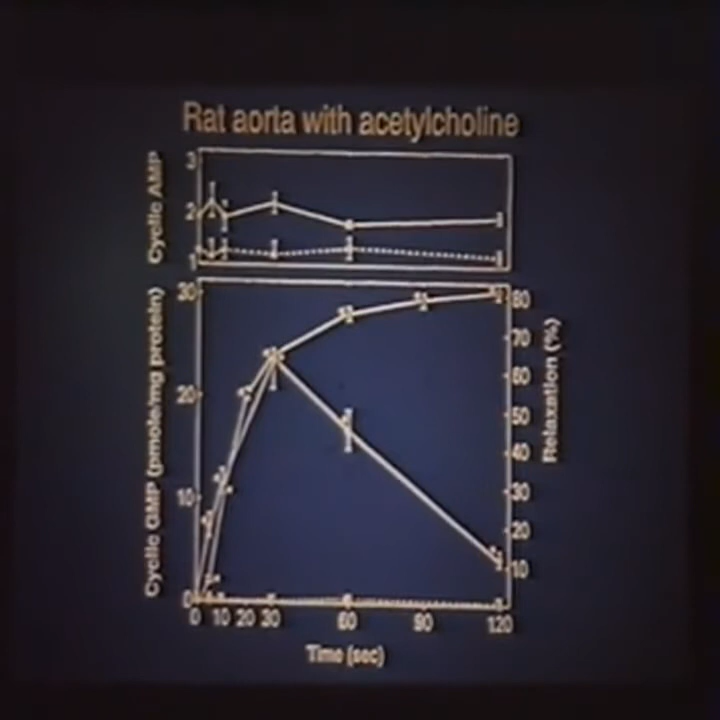 Rat aorta with acetylcholine
Cyclic AMP
3
2
1
Cyclic GMP (pmole/mg protein)
30
20
10
0
80
70
60
50
40
30
20
10
Relaxation (%)
0 10 20 30 60 90 120
Time (sec)